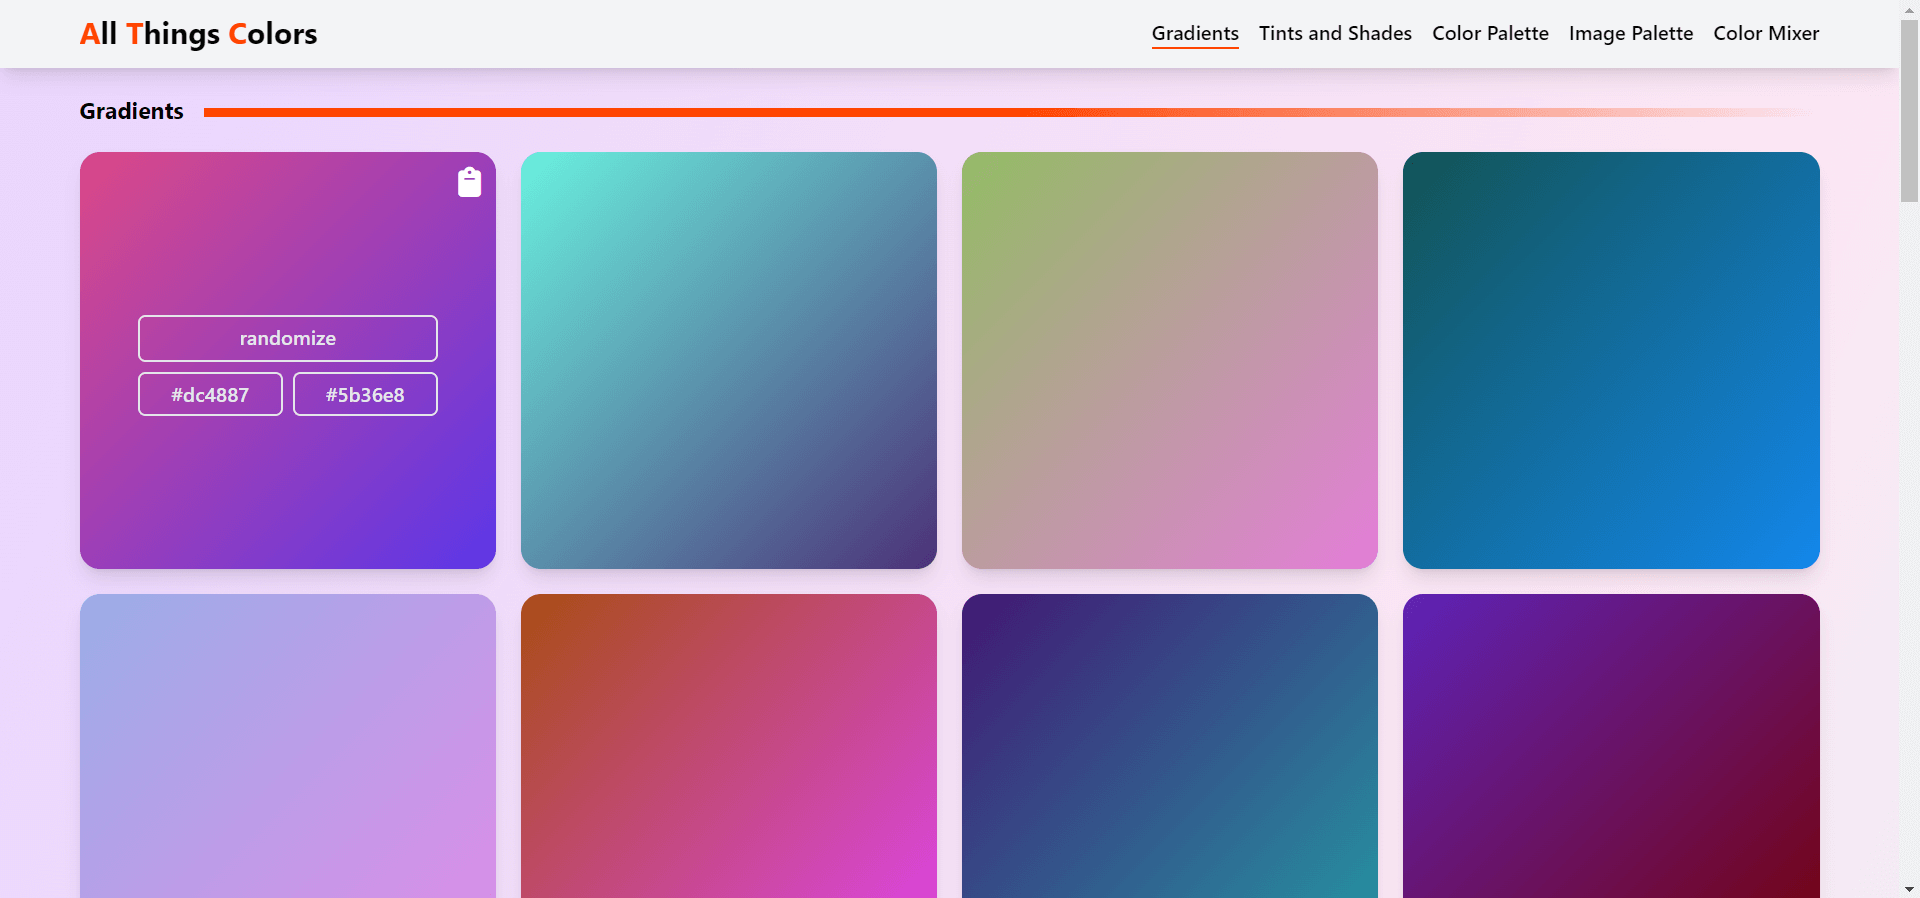 All Things Colors
Gradients Tints and Shades Color Palette Image Palette Color Mixer
Gradients
randomize
#dc4887 #5b36e8